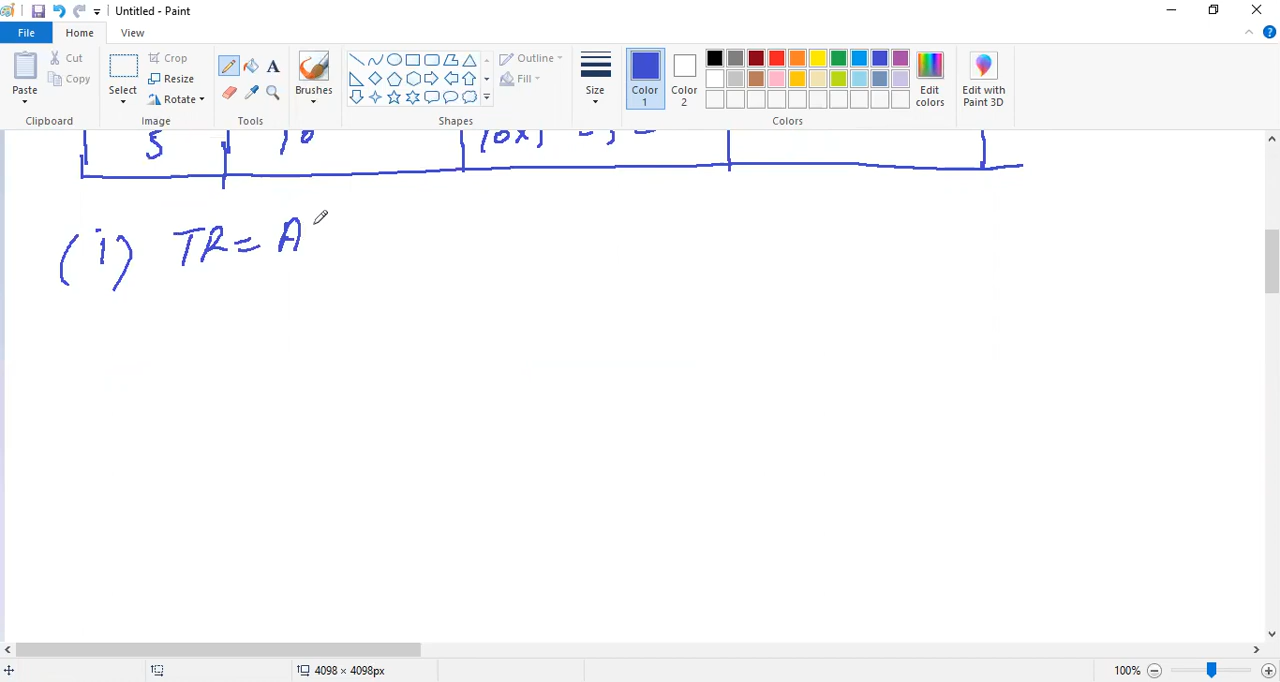 Untitled - Paint
File Home View
Paste
Cut
Copy
Clipboard
Select
Crop
Resize
Rotate
Image
Tools
Brushes
Outline
Fill
Shapes
Size
Color 1
Color 2
Edit colors
Edit with Paint 3D
Colors
5 10
(i) TR = A
4098 × 4098px
100%